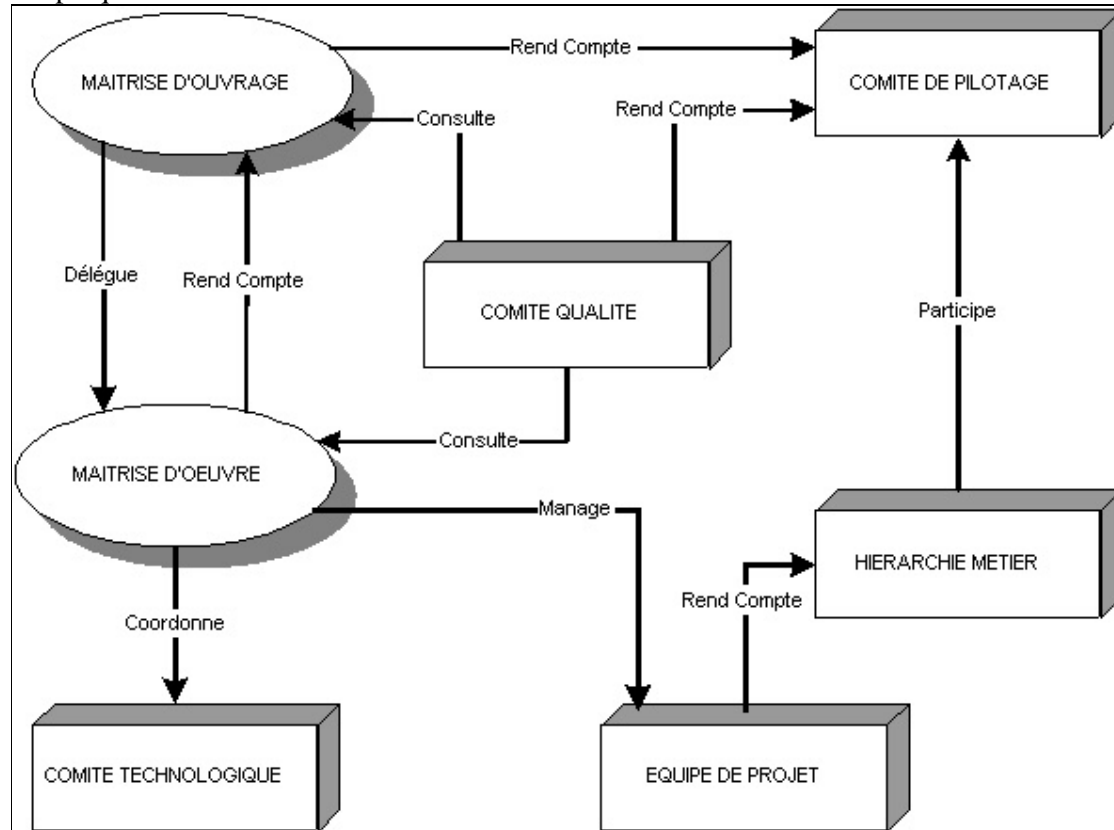 Rend Compte
MAITRISE D'OUVRAGE
COMITE DE PILOTAGE
Consulte
Rend Compte
Délégue
Rend Compte
COMITE QUALITE
Participe
Consulte
MAITRISE D'OEUVRE
Manage
HIERARCHIE METIER
Rend Compte
Coordonne
COMITE TECHNOLOGIQUE
EQUIPE DE PROJET